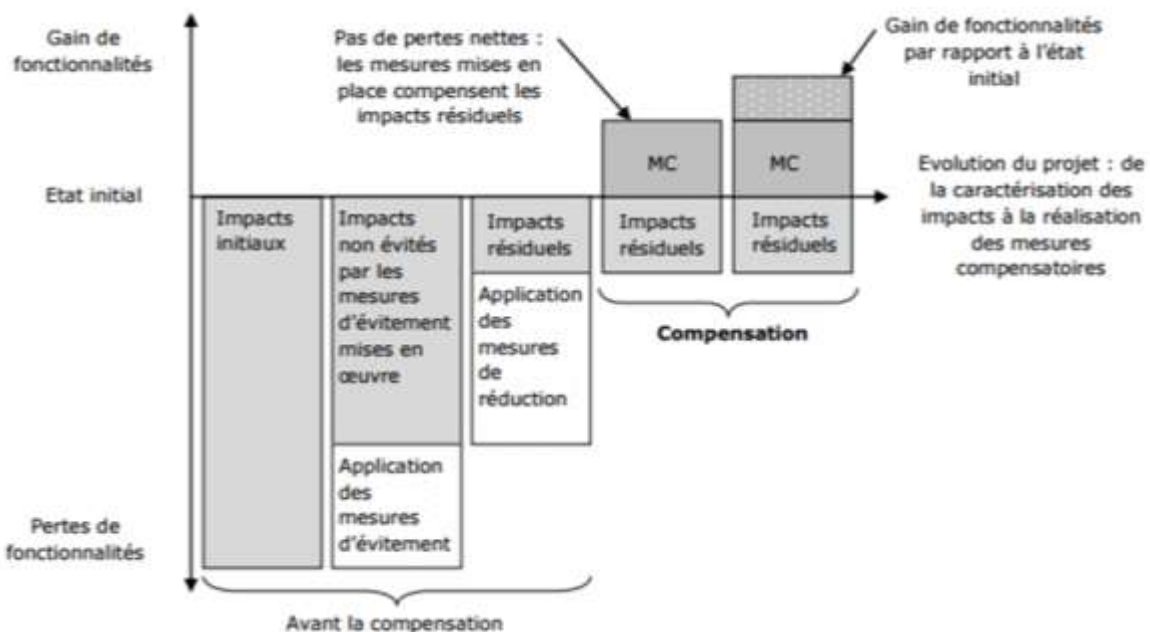 Gain de
fonctionnalités
Pas de pertes nettes :
les mesures mises en
place compensent les
impacts résiduels
Gain de fonctionnalités
par rapport à l'état
initial
MC
MC
Etat initial
Evolution du projet : de
la caractérisation des
impacts à la réalisation
des mesures
compensatoires
Impacts
initiaux
Impacts
non évités
par les
mesures
d'évitement
mises en
œuvre
Impacts
résiduels
Impacts
résiduels
Impacts
résiduels
Application
des
mesures
de
réduction
Compensation
Application
des
mesures
d'évitement
Pertes de
fonctionnalités
Avant la compensation